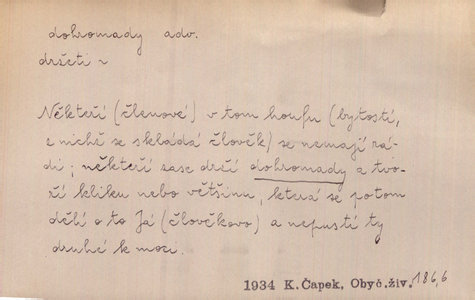 dohromady adv.
držeti ~
Někteří (členové) v tom houfu (bytostí,
z nichž se skládá člověk) se nemají rá-
di; někteří zase drží dohromady a tvo-
ří kliku nebo většinu, která se potom
dělí o to Já (člověkovo) a nepustí ty
druhé k moci.
1934 K. Čapek, Obyč.živ. 186,6